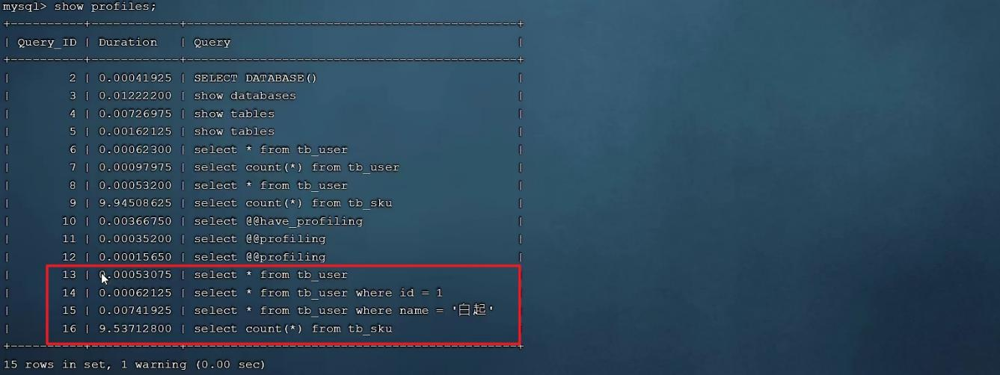 mysql> show profiles;
+----------+------------+-----------------------------------------------+
| Query_ID | Duration   | Query                                         |
+----------+------------+-----------------------------------------------+
|        2 | 0.00041925 | SELECT DATABASE()                             |
|        3 | 0.01222200 | show databases                                |
|        4 | 0.00726975 | show tables                                   |
|        5 | 0.00162125 | show tables                                   |
|        6 | 0.00062300 | select * from tb_user                         |
|        7 | 0.00097975 | select count(*) from tb_user                  |
|        8 | 0.00053200 | select * from tb_user                         |
|        9 | 9.94508625 | select count(*) from tb_sku                   |
|       10 | 0.00366750 | select @@have_profiling                       |
|       11 | 0.00035200 | select @@profiling                            |
|       12 | 0.00015650 | select @@profiling                            |
|       13 | 0.00053075 | select * from tb_user                         |
|       14 | 0.00062125 | select * from tb_user where id = 1            |
|       15 | 0.00741925 | select * from tb_user where name = '白起'     |
|       16 | 9.53712800 | select count(*) from tb_sku                   |
+----------+------------+-----------------------------------------------+
15 rows in set, 1 warning (0.00 sec)